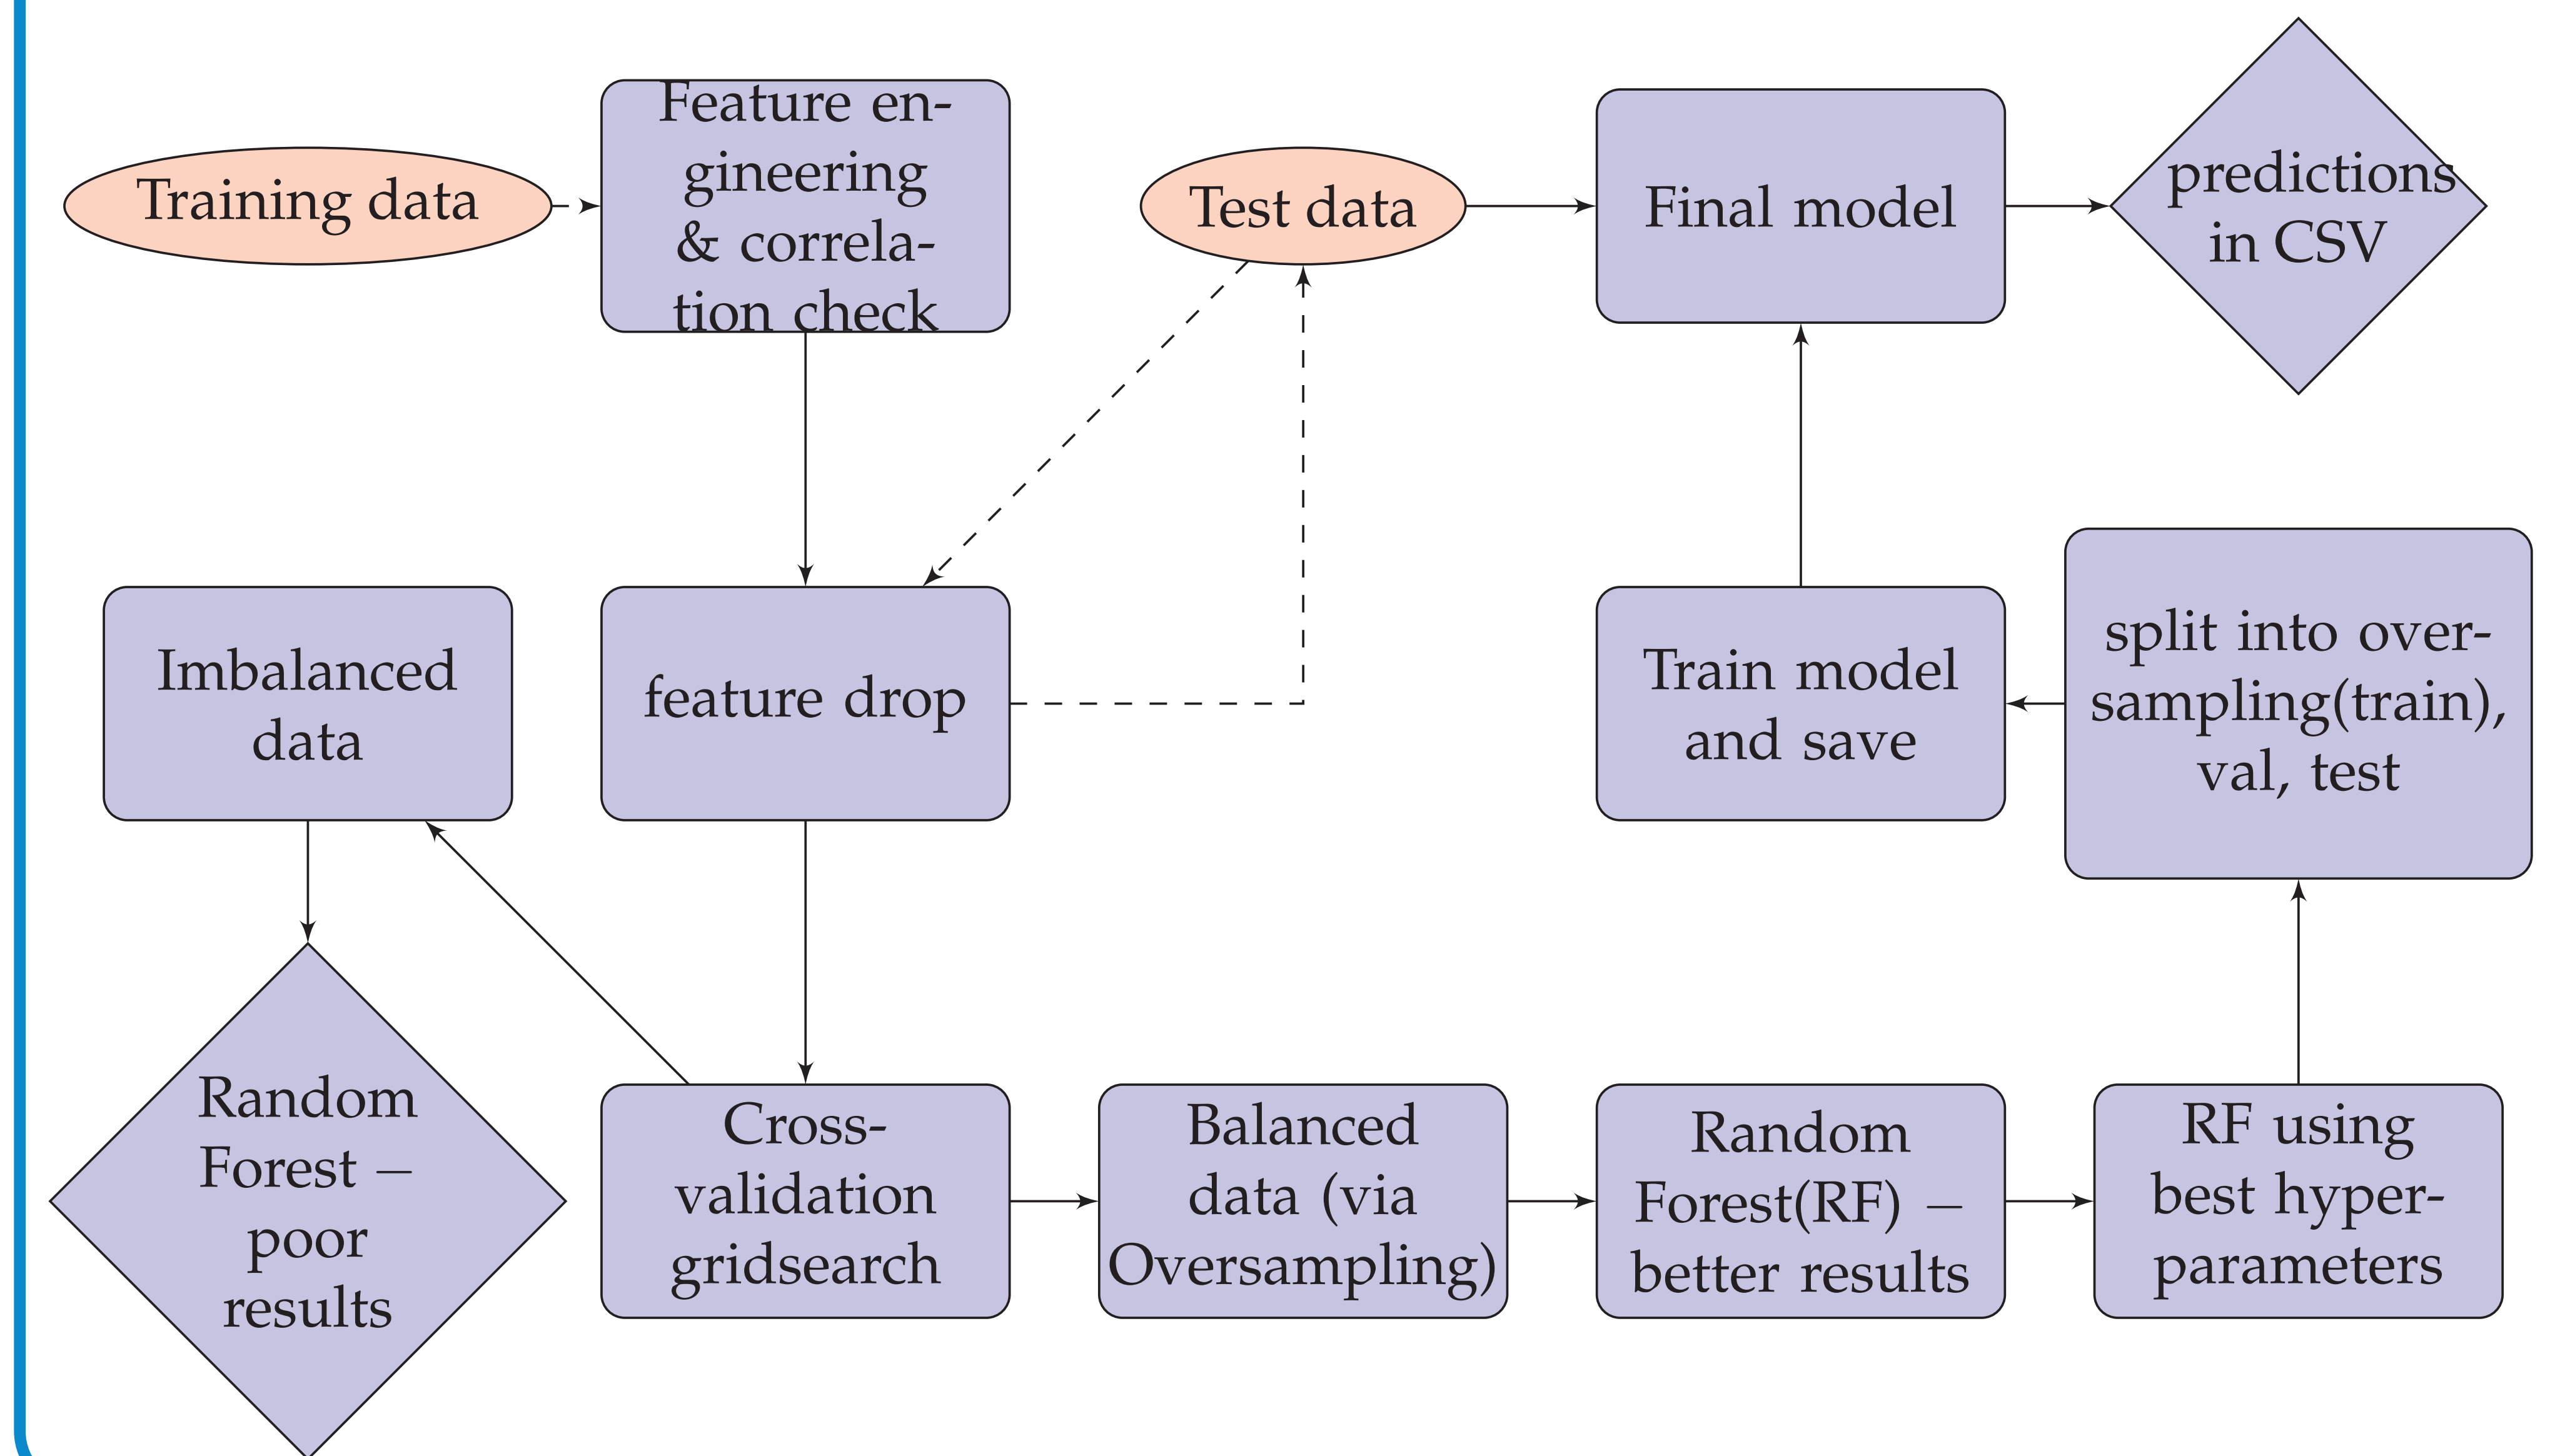 Training data
Feature en-
gineering
& correla-
tion check
Test data
Final model
predictions
in CSV
Imbalanced
data
feature drop
Train model
and save
split into over-
sampling(train),
val, test
Random
Forest –
poor
results
Cross-
validation
gridsearch
Balanced
data (via
Oversampling)
Random
Forest(RF) –
better results
RF using
best hyper-
parameters